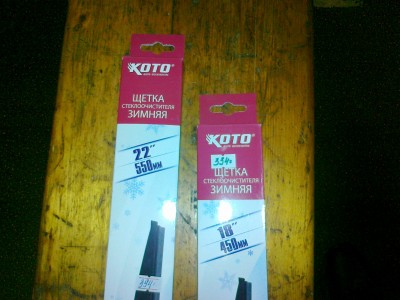 KOTO
ЩЕТКА
СТЕКЛООЧИСТИТЕЛЯ
ЗИМНЯЯ
22"
550мм
KOTO
334=
ЩЕТКА
СТЕКЛООЧИСТИТЕЛЯ
ЗИМНЯЯ
18"
450мм